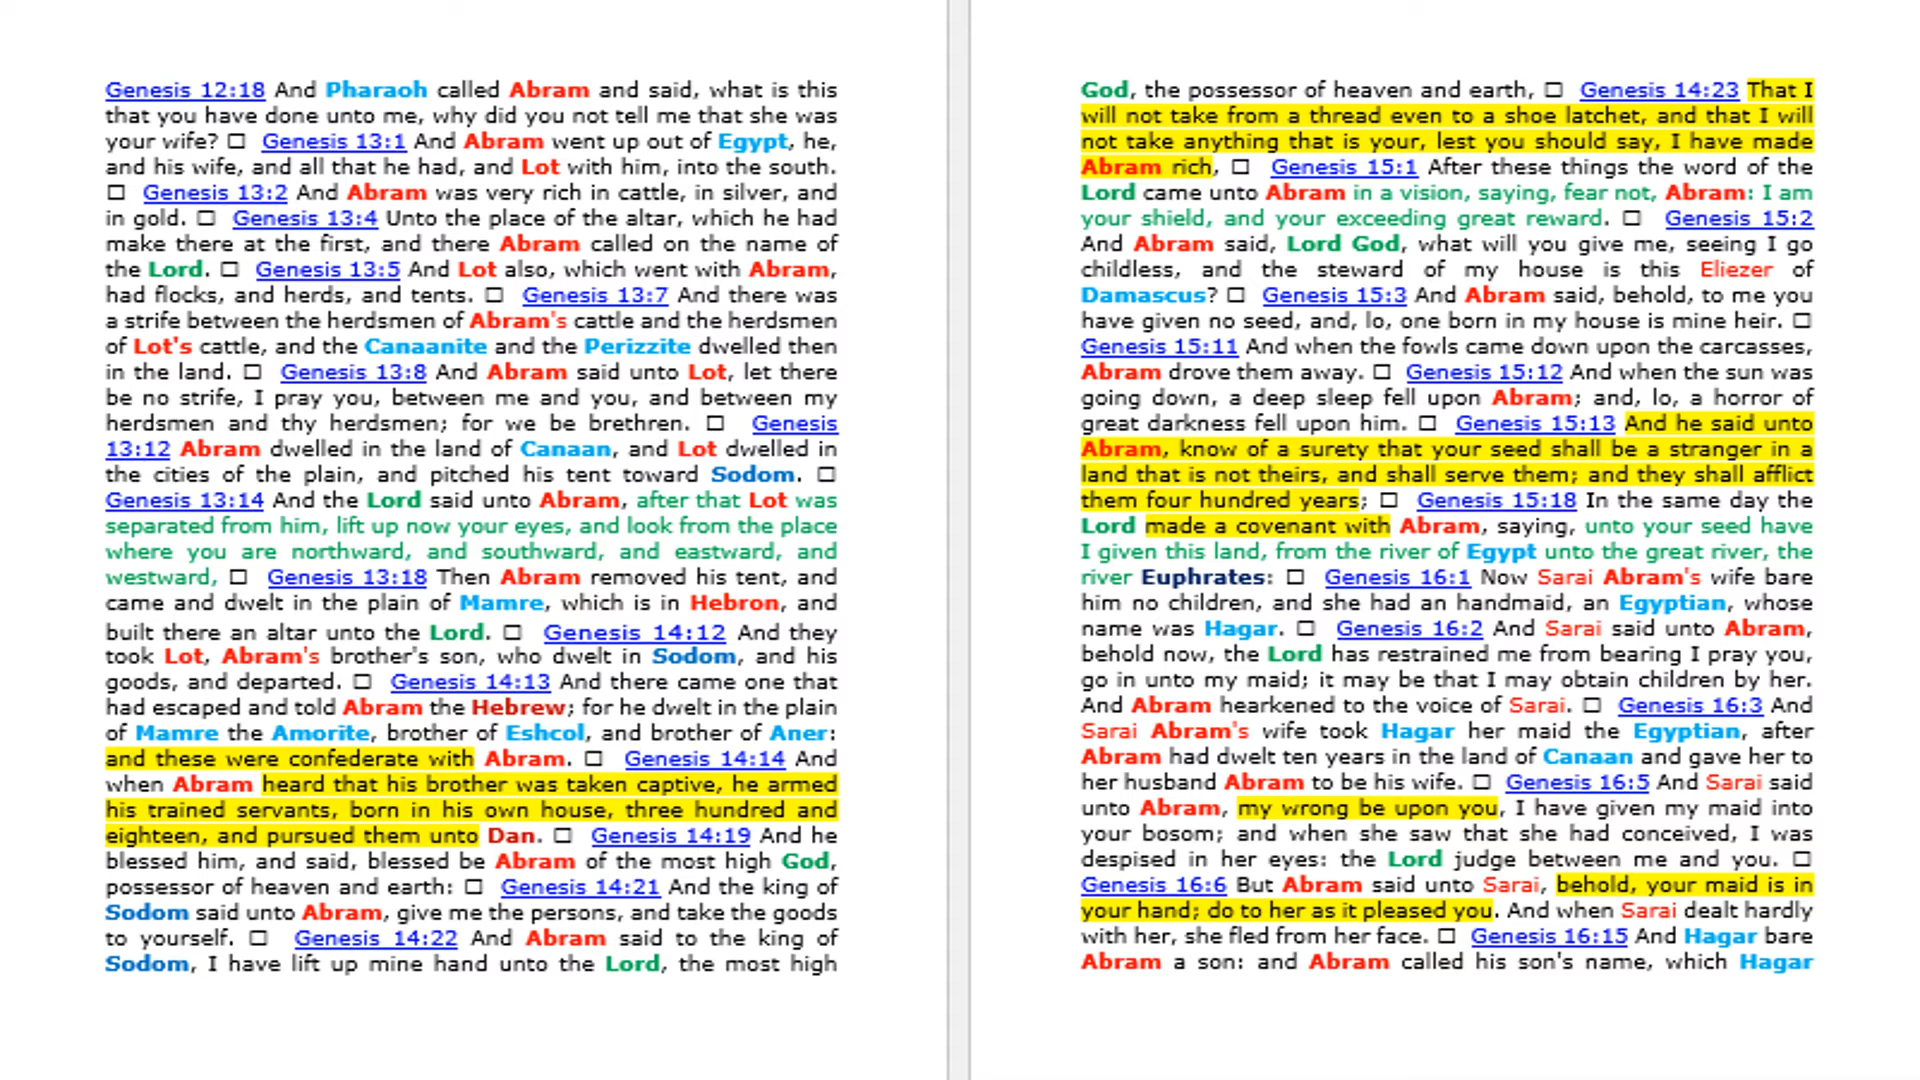 Genesis 12:18 And Pharaoh called Abram and said, what is this
that you have done unto me, why did you not tell me that she was
your wife? □ Genesis 13:1 And Abram went up out of Egypt, he,
and his wife, and all that he had, and Lot with him, into the south.
□ Genesis 13:2 And Abram was very rich in cattle, in silver, and
in gold. □ Genesis 13:4 Unto the place of the altar, which he had
make there at the first, and there Abram called on the name of
the Lord. □ Genesis 13:5 And Lot also, which went with Abram,
had flocks, and herds, and tents. □ Genesis 13:7 And there was
a strife between the herdsmen of Abram's cattle and the herdsmen
of Lot's cattle, and the Canaanite and the Perizzite dwelled then
in the land. □ Genesis 13:8 And Abram said unto Lot, let there
be no strife, I pray you, between me and you, and between my
herdsmen and thy herdsmen; for we be brethren. □ Genesis
13:12 Abram dwelled in the land of Canaan, and Lot dwelled in
the cities of the plain, and pitched his tent toward Sodom. □
Genesis 13:14 And the Lord said unto Abram, after that Lot was
separated from him, lift up now your eyes, and look from the place
where you are northward, and southward, and eastward, and
westward, □ Genesis 13:18 Then Abram removed his tent, and
came and dwelt in the plain of Mamre, which is in Hebron, and
built there an altar unto the Lord. □ Genesis 14:12 And they
took Lot, Abram's brother's son, who dwelt in Sodom, and his
goods, and departed. □ Genesis 14:13 And there came one that
had escaped and told Abram the Hebrew; for he dwelt in the plain
of Mamre the Amorite, brother of Eshcol, and brother of Aner:
and these were confederate with Abram. □ Genesis 14:14 And
when Abram heard that his brother was taken captive, he armed
his trained servants, born in his own house, three hundred and
eighteen, and pursued them unto Dan. □ Genesis 14:19 And he
blessed him, and said, blessed be Abram of the most high God,
possessor of heaven and earth: □ Genesis 14:21 And the king of
Sodom said unto Abram, give me the persons, and take the goods
to yourself. □ Genesis 14:22 And Abram said to the king of
Sodom, I have lift up mine hand unto the Lord, the most high
God, the possessor of heaven and earth, □ Genesis 14:23 That I
will not take from a thread even to a shoe latchet, and that I will
not take anything that is your, lest you should say, I have made
Abram rich, □ Genesis 15:1 After these things the word of the
Lord came unto Abram in a vision, saying, fear not, Abram: I am
your shield, and your exceeding great reward. □ Genesis 15:2
And Abram said, Lord God, what will you give me, seeing I go
childless, and the steward of my house is this Eliezer of
Damascus? □ Genesis 15:3 And Abram said, behold, to me you
have given no seed, and, lo, one born in my house is mine heir. □
Genesis 15:11 And when the fowls came down upon the carcasses,
Abram drove them away. □ Genesis 15:12 And when the sun was
going down, a deep sleep fell upon Abram; and, lo, a horror of
great darkness fell upon him. □ Genesis 15:13 And he said unto
Abram, know of a surety that your seed shall be a stranger in a
land that is not theirs, and shall serve them; and they shall afflict
them four hundred years; □ Genesis 15:18 In the same day the
Lord made a covenant with Abram, saying, unto your seed have
I given this land, from the river of Egypt unto the great river, the
river Euphrates: □ Genesis 16:1 Now Sarai Abram's wife bare
him no children, and she had an handmaid, an Egyptian, whose
name was Hagar. □ Genesis 16:2 And Sarai said unto Abram,
behold now, the Lord has restrained me from bearing I pray you,
go in unto my maid; it may be that I may obtain children by her.
And Abram hearkened to the voice of Sarai. □ Genesis 16:3 And
Sarai Abram's wife took Hagar her maid the Egyptian, after
Abram had dwelt ten years in the land of Canaan and gave her to
her husband Abram to be his wife. □ Genesis 16:5 And Sarai said
unto Abram, my wrong be upon you, I have given my maid into
your bosom; and when she saw that she had conceived, I was
despised in her eyes: the Lord judge between me and you. □
Genesis 16:6 But Abram said unto Sarai, behold, your maid is in
your hand; do to her as it pleased you. And when Sarai dealt hardly
with her, she fled from her face. □ Genesis 16:15 And Hagar bare
Abram a son: and Abram called his son's name, which Hagar